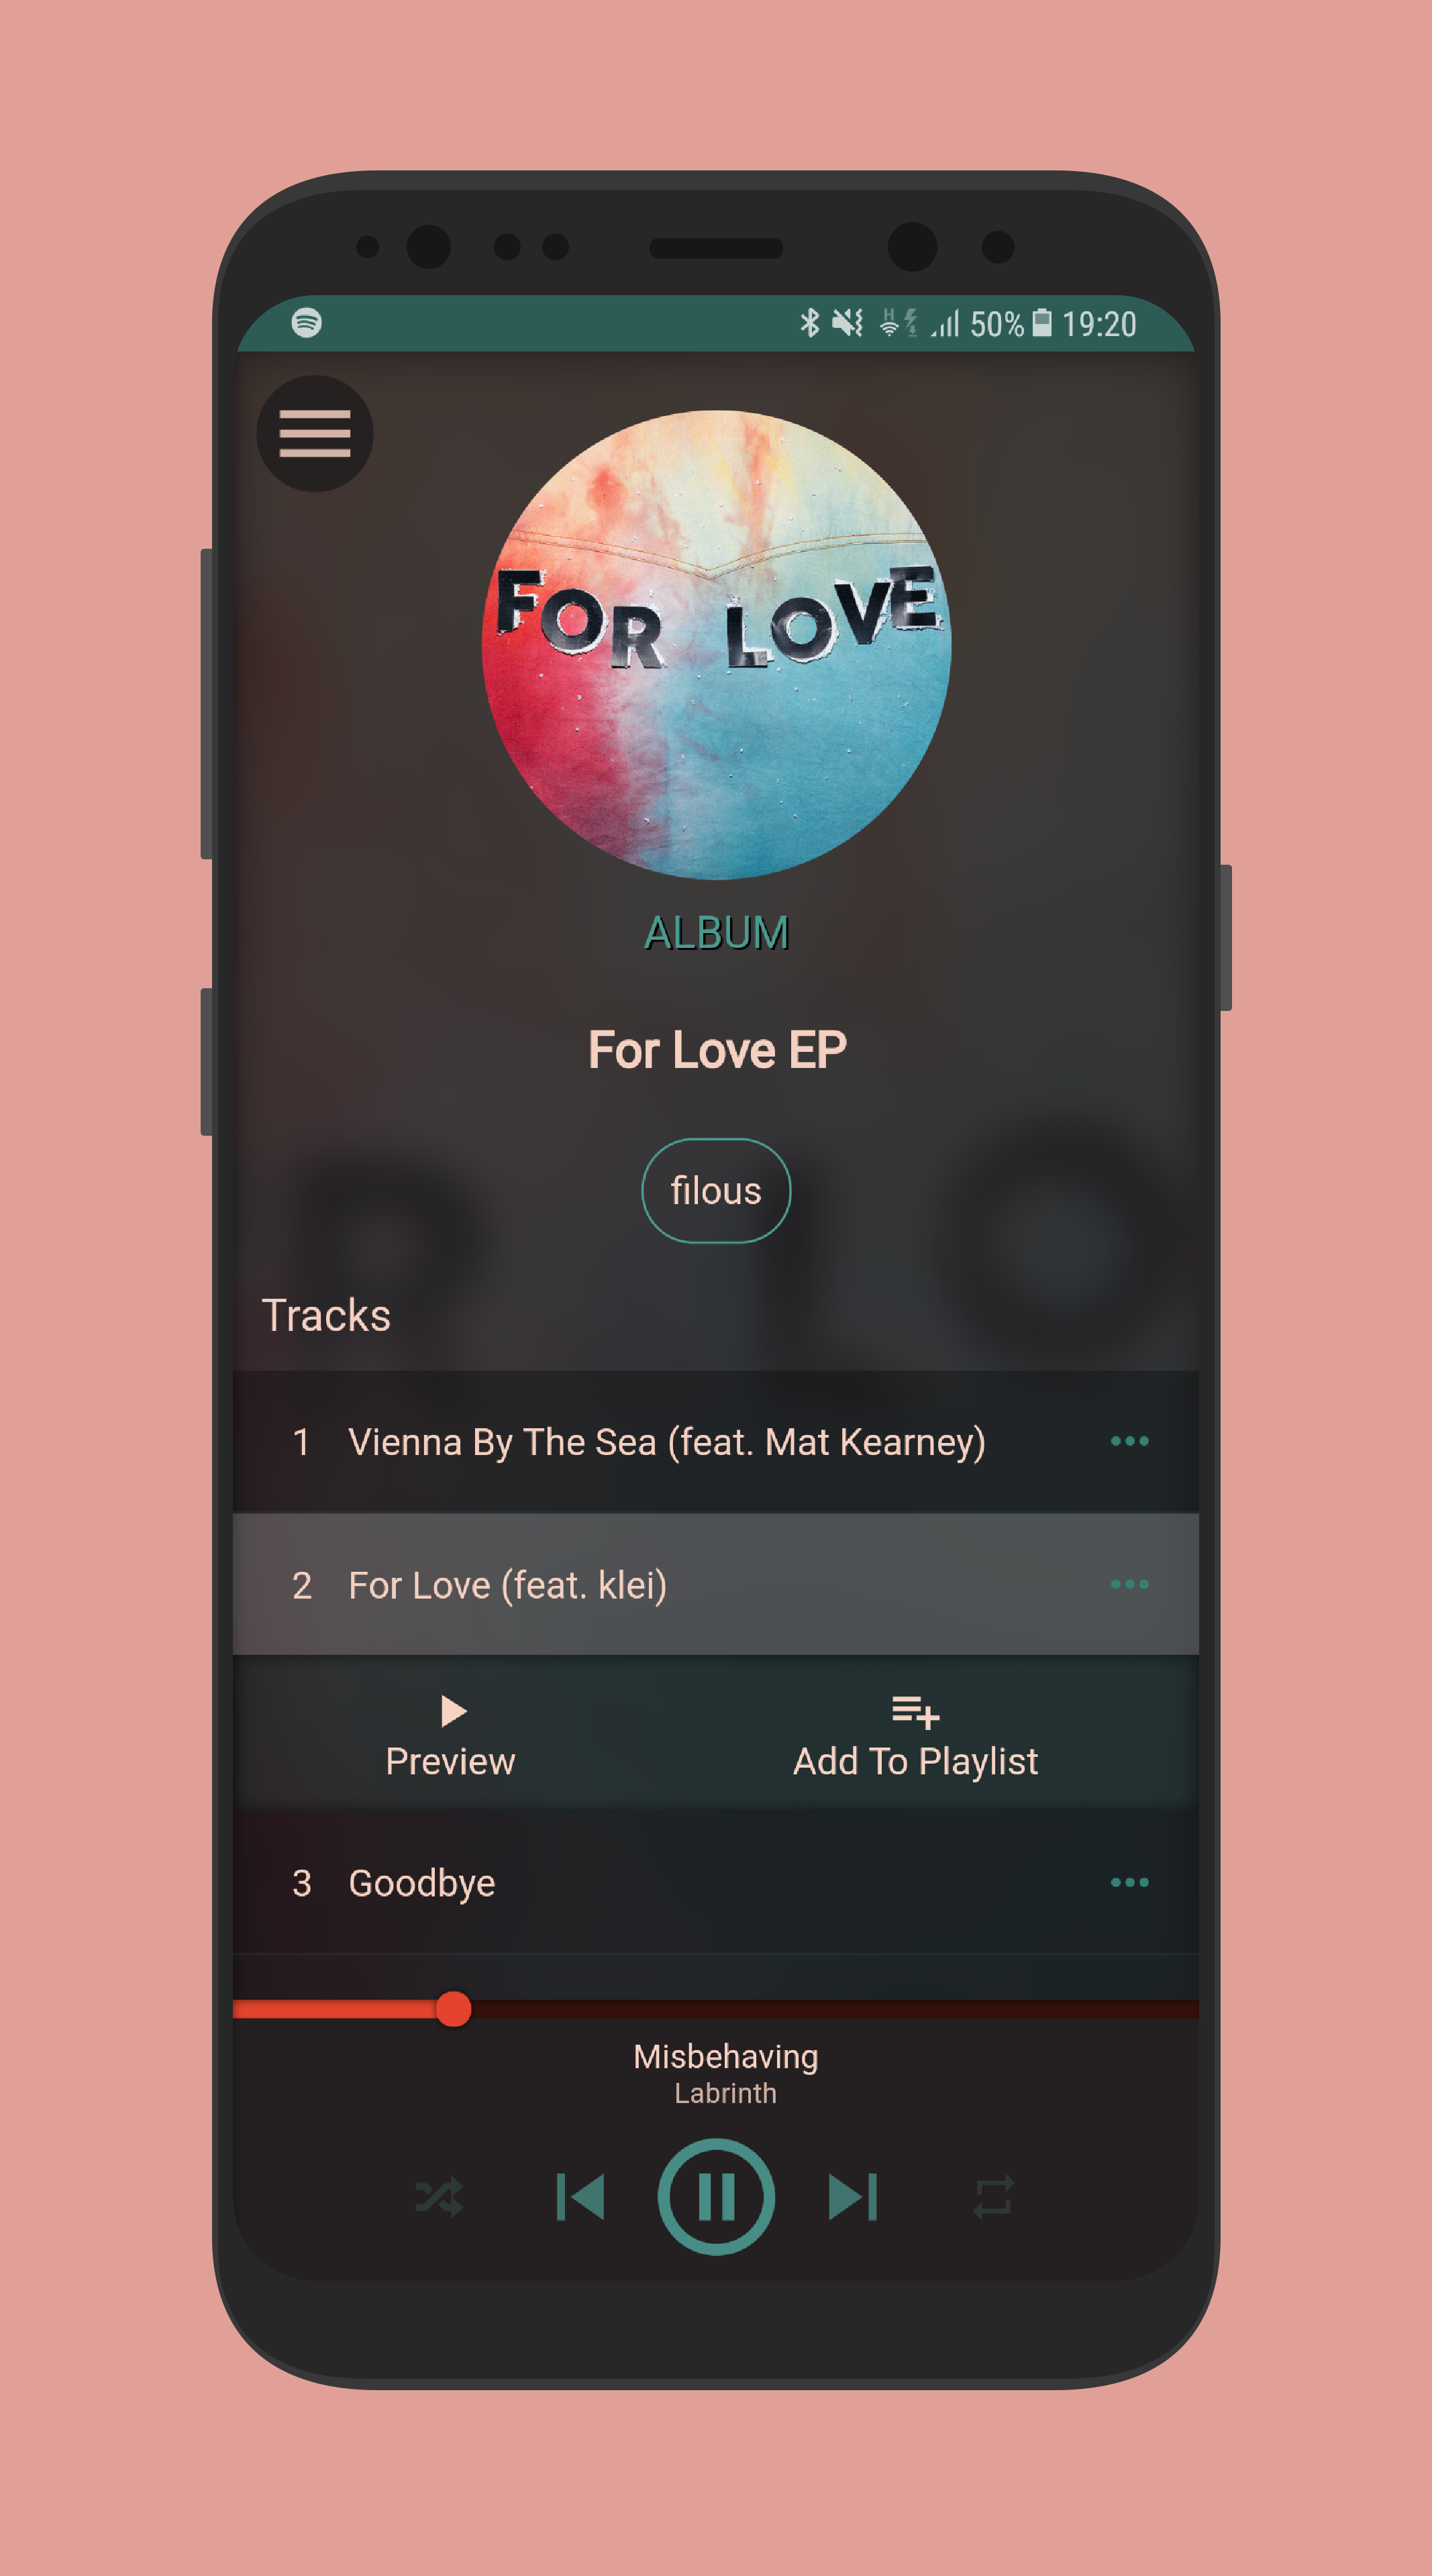 50% 19:20
FOR LOVE
ALBUM
For Love EP
filous
Tracks
1 Vienna By The Sea (feat. Mat Kearney)
2 For Love (feat. klei)
Preview Add To Playlist
3 Goodbye
Misbehaving
Labrinth